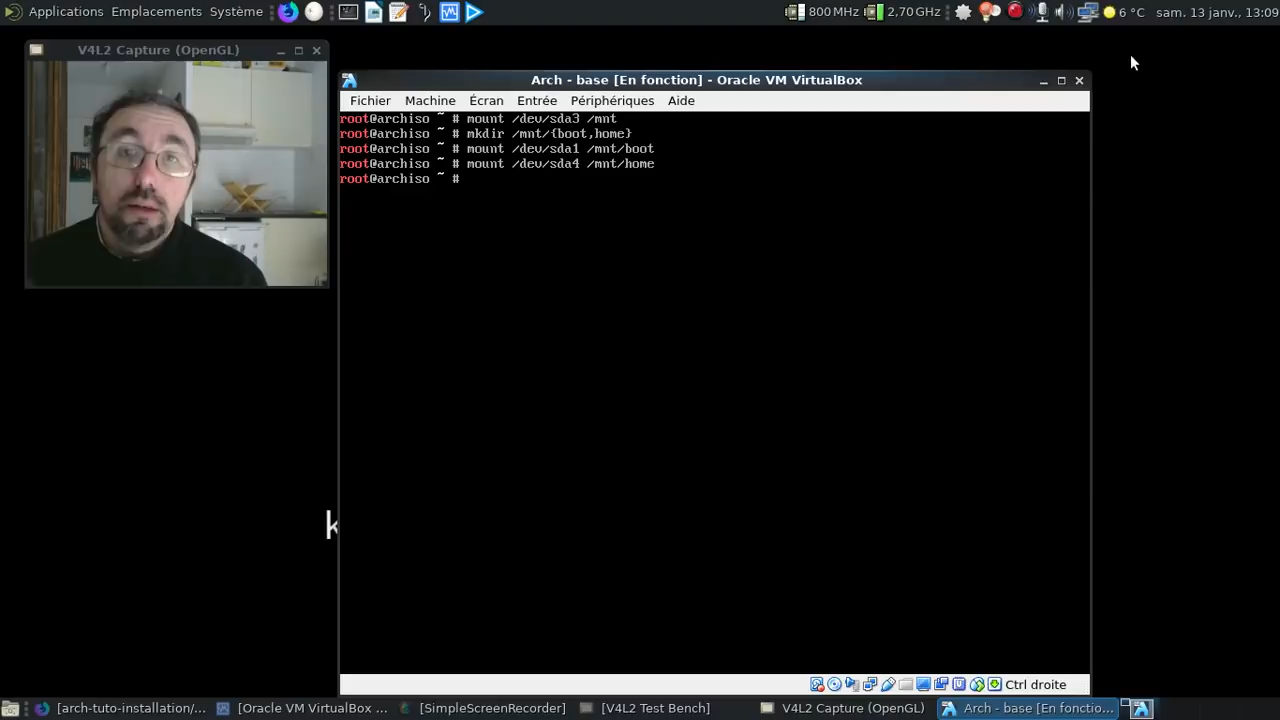 Applications Emplacements Système 800 MHz 2,70 GHz 6 °C sam. 13 janv., 13:09
V4L2 Capture (OpenGL)
Arch - base [En fonction] - Oracle VM VirtualBox
Fichier Machine Écran Entrée Périphériques Aide
root@archiso ~ # mount /dev/sda3 /mnt
root@archiso ~ # mkdir /mnt/{boot,home}
root@archiso ~ # mount /dev/sda1 /mnt/boot
root@archiso ~ # mount /dev/sda4 /mnt/home
root@archiso ~ #
k
Ctrl droite
[arch-tuto-installation/... [Oracle VM VirtualBox ... [SimpleScreenRecorder] [V4L2 Test Bench] V4L2 Capture (OpenGL) Arch - base [En fonctio...